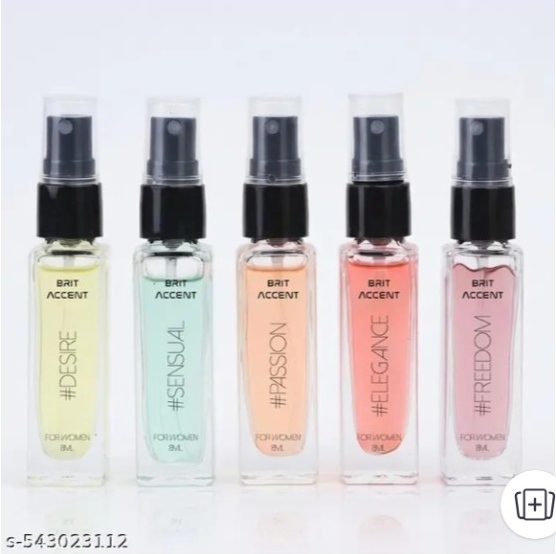 BRIT
ACCENT
#DESIRE
FOR WOMEN
8ML
BRIT
ACCENT
#SENSUAL
FOR WOMEN
8ML
BRIT
ACCENT
#PASSION
FOR WOMEN
8ML
BRIT
ACCENT
#ELEGANCE
FOR WOMEN
8ML
BRIT
ACCENT
#FREEDOM
FOR WOMEN
8ML
s-543023112